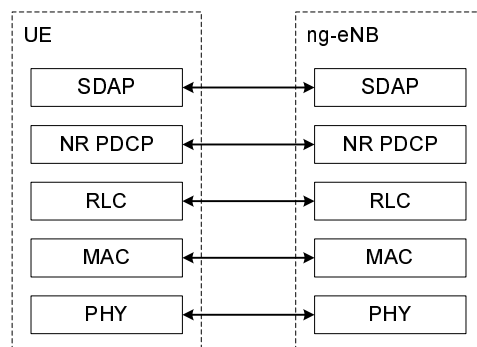 UE
ng-eNB
SDAP
SDAP
NR PDCP
NR PDCP
RLC
RLC
MAC
MAC
PHY
PHY